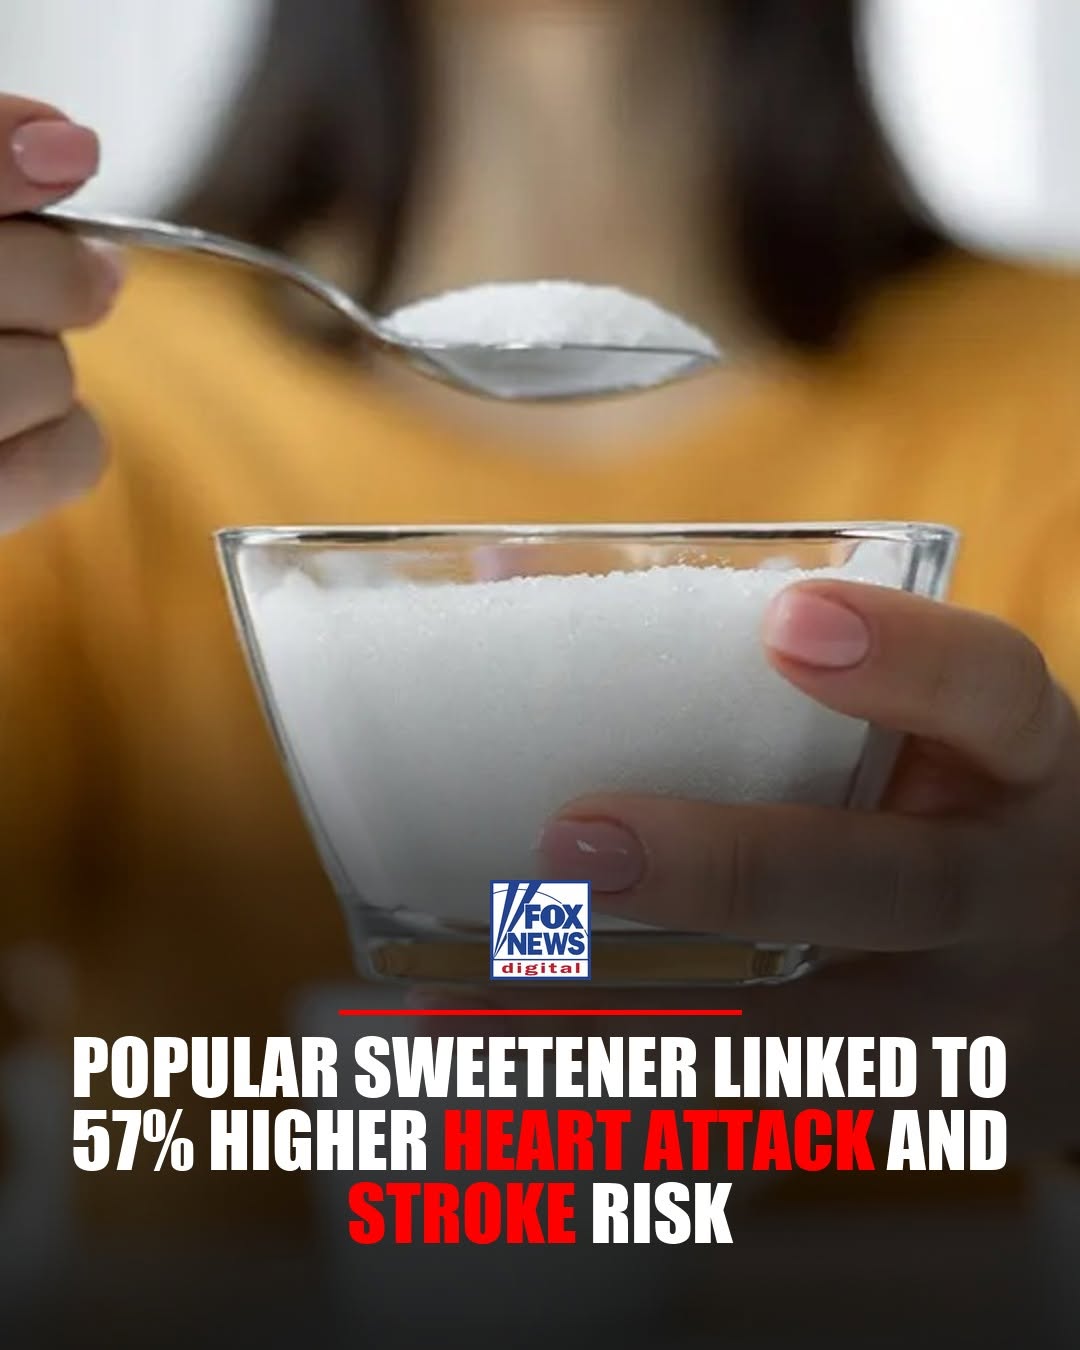 FOX
NEWS
digital
POPULAR SWEETENER LINKED TO
57% HIGHER HEART ATTACK AND
STROKE RISK